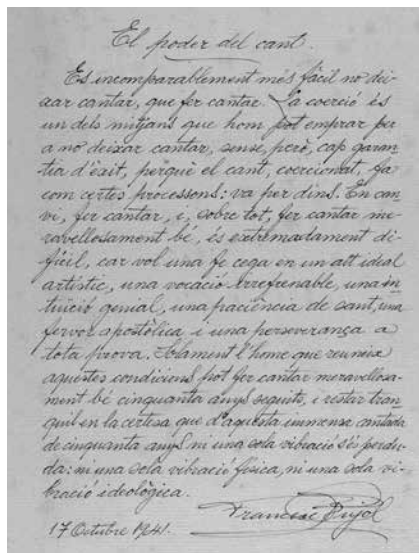 El poder del cant.
Es incomparablement més fàcil no dei-
xar cantar, que fer cantar. La coerció és
un dels mitjans que hom pot emprar per
a no deixar cantar, sense, però, cap garan-
tia d'èxit, perquè el cant, coercionat, fa
com certes processons: va per dins. En can-
vi, fer cantar, i, sobre tot, fer cantar me-
ravellosament bé, és extremadament di-
fícil, car vol una fe cega en un alt ideal
artístic, una vocació irrefrenable, una in-
tuïció genial, una paciència de sant, una
fervor apostòlica i una perseverança a
tota prova. Solament l'home que reuneix
aquestes condicions pot fer cantar meravellosa-
ment bé cinquanta anys seguits, i restar tran-
quil en la certesa que d'aquesta immensa cantada
de cinquanta anys ni una sola vibració s'és perdu-
da: ni una sola vibració física, ni una sola vi-
bració ideològica.
Francesc Pujol
17 Octubre 1941.